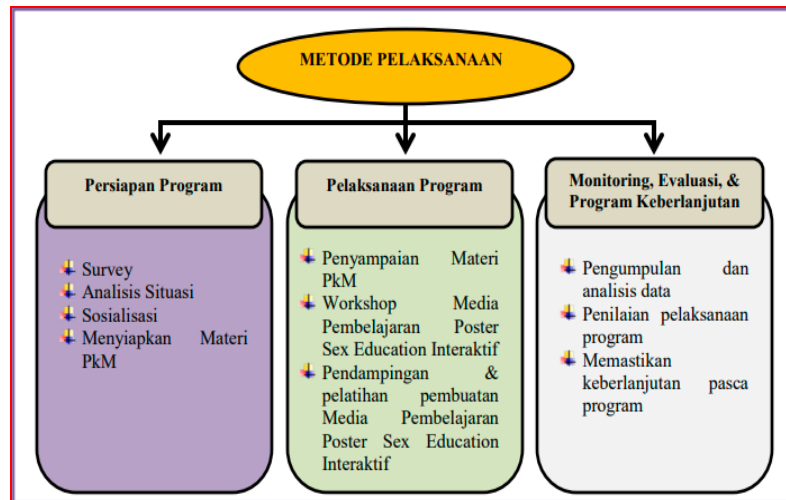 METODE PELAKSANAAN
Persiapan Program
Survey
Analisis Situasi
Sosialisasi
Menyiapkan Materi
PkM
Pelaksanaan Program
Penyampaian Materi
PkM
Workshop Media
Pembelajaran Poster
Sex Education Interaktif
Pendampingan &
pelatihan pembuatan
Media Pembelajaran
Poster Sex Education
Interaktif
Monitoring, Evaluasi, &
Program Keberlanjutan
Pengumpulan dan
analisis data
Penilaian pelaksanaan
program
Memastikan
keberlanjutan pasca
program